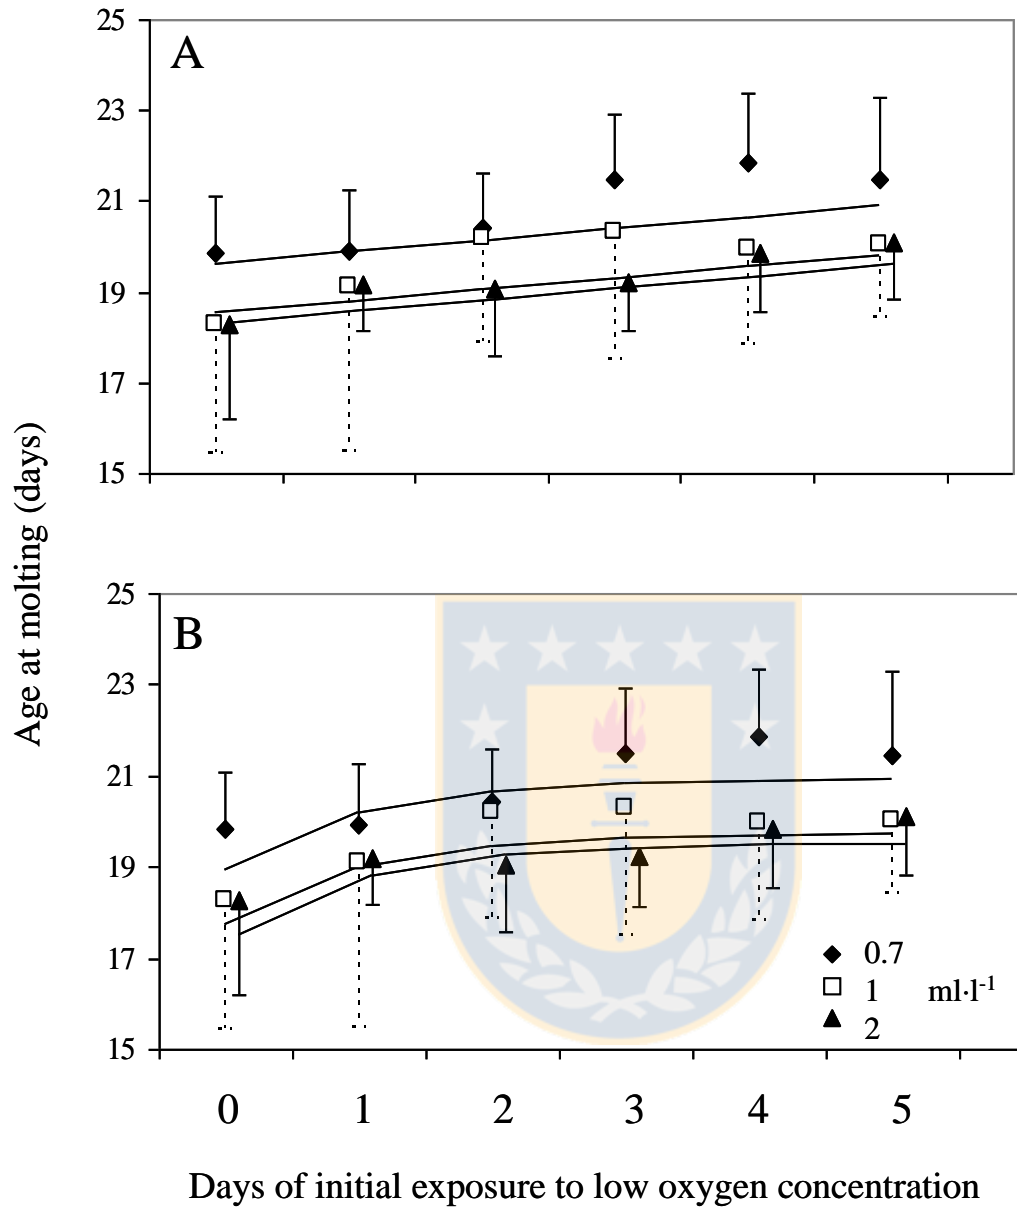 25
A
23
21
19
17
15
Age at molting (days)
25
B
23
21
19
17
15
0.7
1 ml·l⁻¹
2
0 1 2 3 4 5
Days of initial exposure to low oxygen concentration